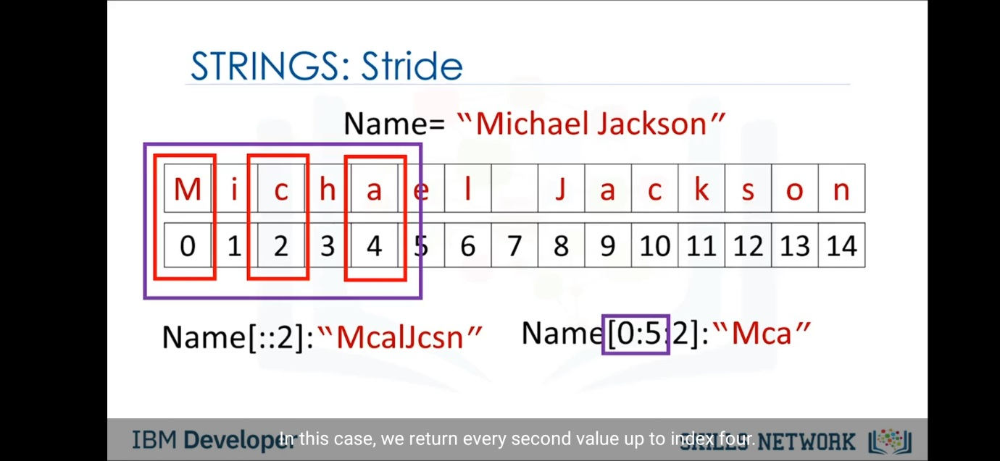 STRINGS: Stride
Name= “Michael Jackson”
M i c h a e l J a c k s o n
0 1 2 3 4 5 6 7 8 9 10 11 12 13 14
Name[::2]:“McalJcsn” Name[0:5:2]:“Mca”
IBM Developer
In this case, we return every second value up to index four.
SKILLS NETWORK